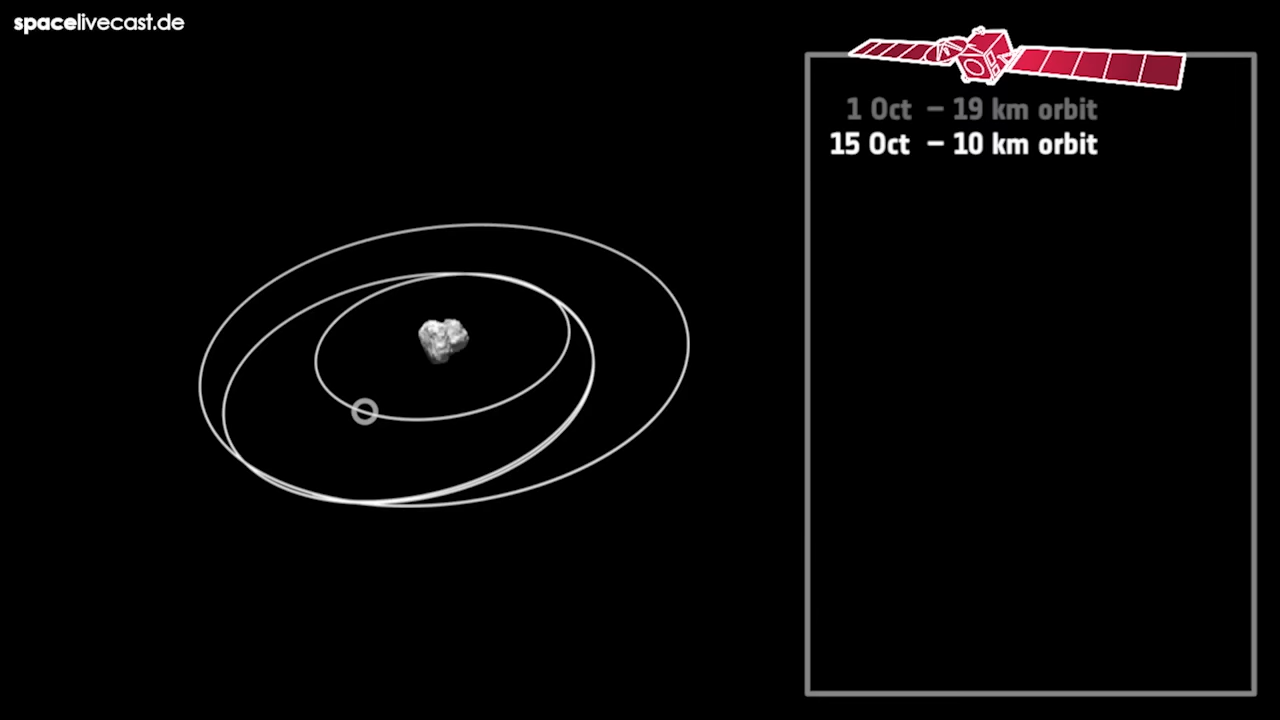 spacelivecast.de
1 Oct – 19 km orbit
15 Oct – 10 km orbit